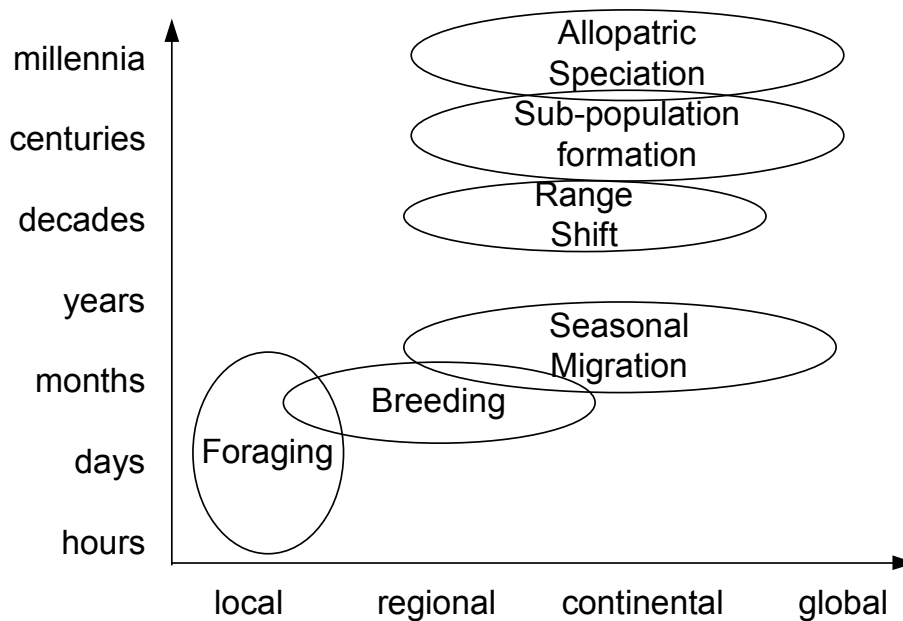 millennia
Allopatric
Speciation
centuries
Sub-population
formation
decades
Range
Shift
years
Seasonal
Migration
months
Breeding
Foraging
days
hours
local regional continental global